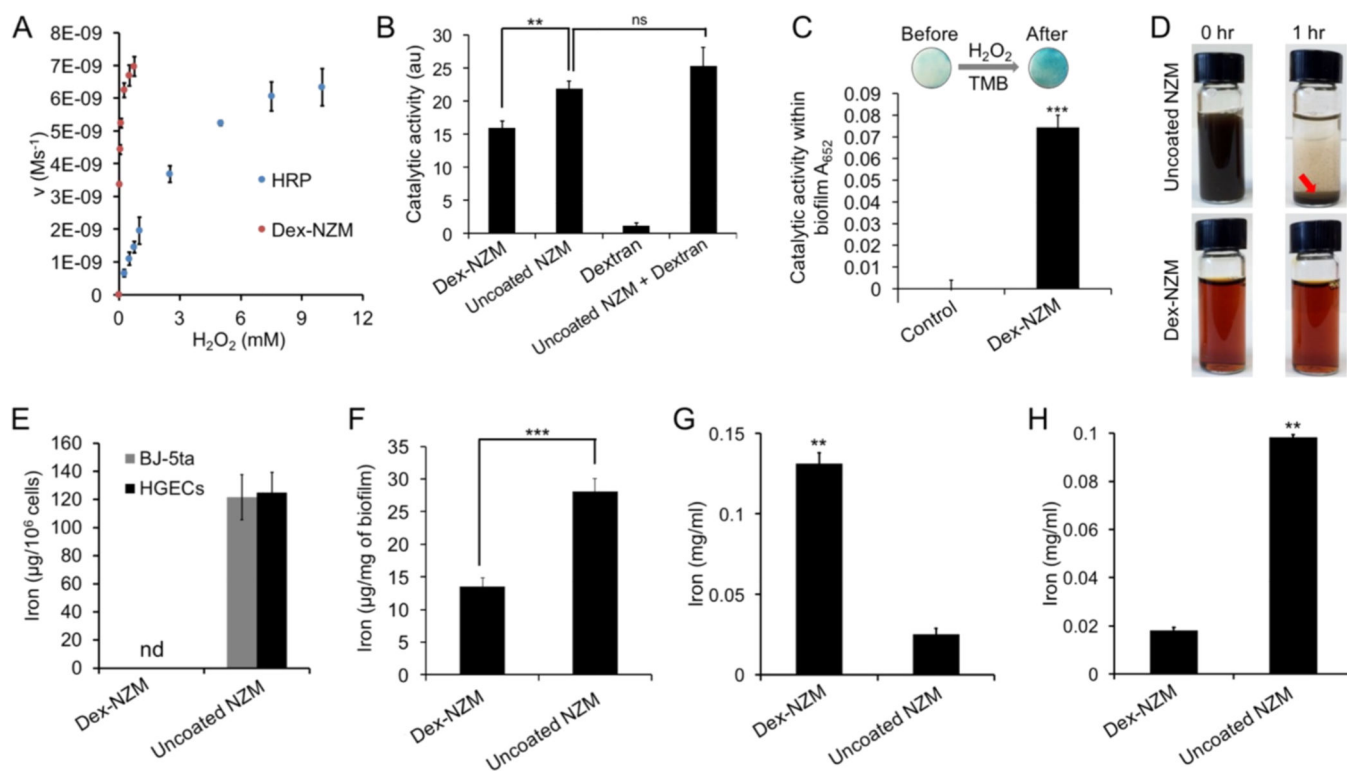 A
8E-09
7E-09
6E-09
5E-09
4E-09
3E-09
2E-09
1E-09
0
v (Ms⁻¹)
HRP
Dex-NZM
0 3 6 9 12
H₂O₂ (mM)
B
**
ns
Catalytic activity (au)
35
30
25
20
15
10
5
0
Dex-NZM
Uncoated NZM
Dextran
Uncoated NZM + Dextran
C
Before
After
H₂O₂
TMB
Catalytic activity within
biofilm A₆₅₂
0.09
0.08
0.07
0.06
0.05
0.04
0.03
0.02
0.01
0
***
Control
Dex-NZM
D
0 hr
1 hr
Uncoated NZM
Dex-NZM
E
Iron (µg/10⁶ cells)
160
140
120
100
80
60
40
20
0
BJ-5ta
HGECs
nd
Dex-NZM
Uncoated NZM
F
Iron (µg/mg of biofilm)
35
30
25
20
15
10
5
0
***
Dex-NZM
Uncoated NZM
G
Iron (mg/ml)
0.15
0.1
0.05
0
**
Dex-NZM
Uncoated NZM
H
Iron (mg/ml)
0.1
0.08
0.06
0.04
0.02
0
**
Dex-NZM
Uncoated NZM